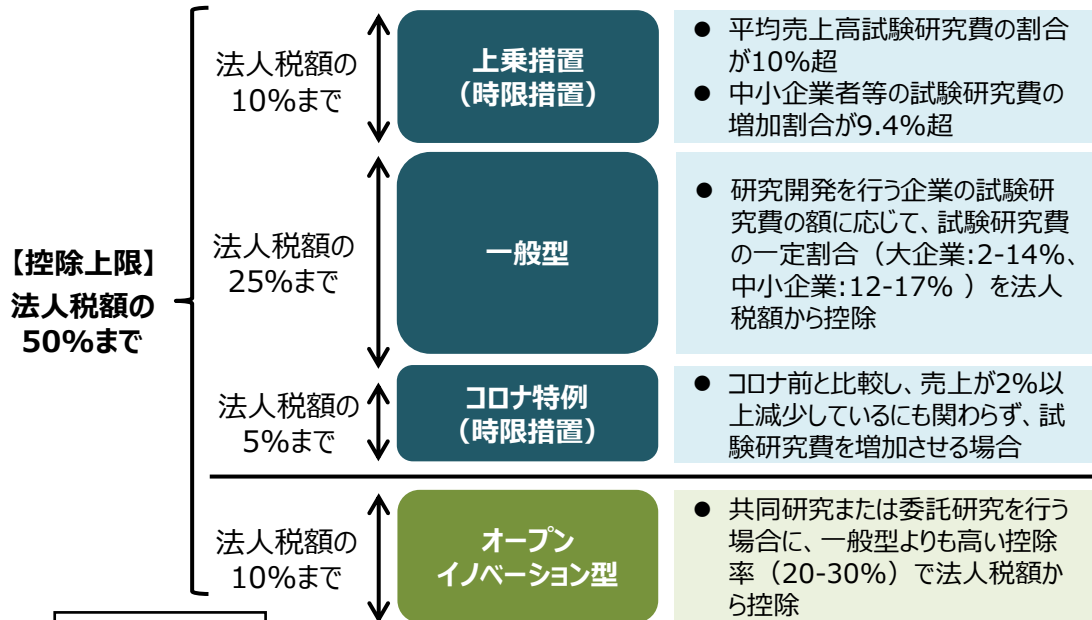 【控除上限】
法人税額の
50%まで
法人税額の
10%まで
上乗措置
（時限措置）
● 平均売上高試験研究費の割合
が10%超
● 中小企業者等の試験研究費の
増加割合が9.4%超
法人税額の
25%まで
一般型
● 研究開発を行う企業の試験研
究費の額に応じて、試験研究費
の一定割合（大企業:2-14%、
中小企業:12-17% ）を法人
税額から控除
法人税額の
5%まで
コロナ特例
（時限措置）
● コロナ前と比較し、売上が2%以
上減少しているにも関わらず、試
験研究費を増加させる場合
法人税額の
10%まで
オープン
イノベーション型
● 共同研究または委託研究を行う
場合に、一般型よりも高い控除
率（20-30%）で法人税額か
ら控除